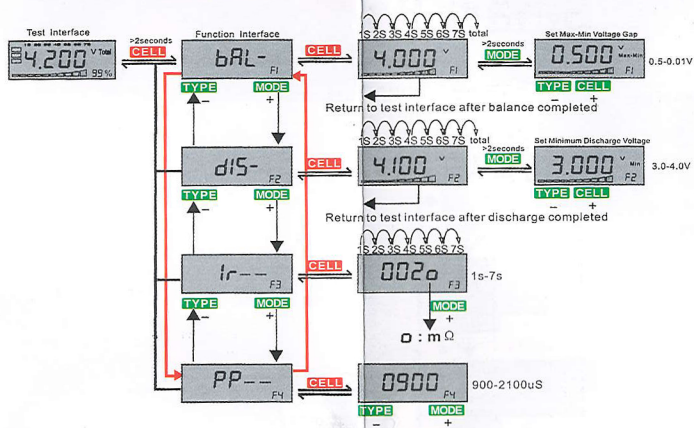 Test Interface
4.200 V Total
99%
>2seconds
CELL
Function Interface
bAL-
F1
CELL
1S 2S 3S 4S 5S 6S 7S total
4.000 v
F1
>2seconds
MODE
Set Max-Min Voltage Gap
0.500 v Max-Min
F1
0.5-0.01V
TYPE CELL
- +
TYPE MODE
- +
Return to test interface after balance completed
1S 2S 3S 4S 5S 6S 7S total
dIS-
F2
CELL
4.100 v
F2
>2seconds
MODE
Set Minimum Discharge Voltage
3.000 v Min
F2
3.0-4.0V
TYPE CELL
- +
TYPE MODE
- +
Return to test interface after discharge completed
1S 2S 3S 4S 5S 6S 7S
Ir--
F3
CELL
002o
F3
1s-7s
TYPE MODE
- +
MODE
+
o : mΩ
PP--
F4
CELL
0900
F4
900-2100uS
TYPE MODE
- +